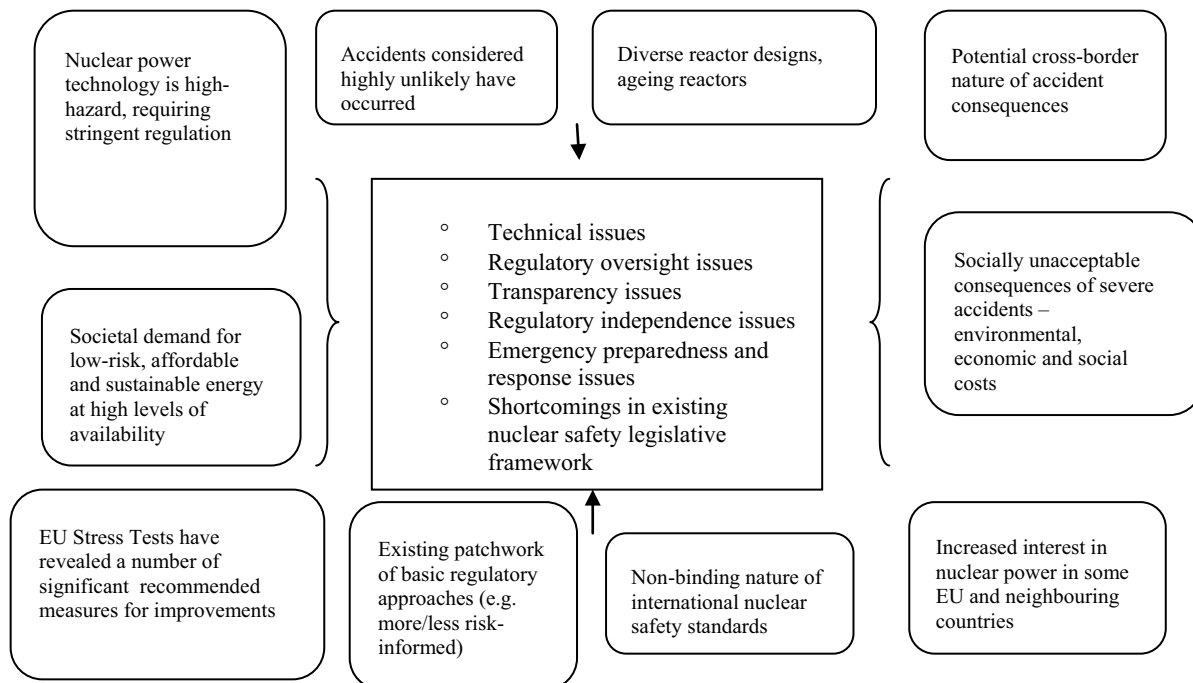 Nuclear power
technology is high-
hazard, requiring
stringent regulation
Accidents considered
highly unlikely have
occurred
Diverse reactor designs,
ageing reactors
Potential cross-border
nature of accident
consequences
° Technical issues
° Regulatory oversight issues
° Transparency issues
° Regulatory independence issues
° Emergency preparedness and
response issues
° Shortcomings in existing
nuclear safety legislative
framework
Societal demand for
low-risk, affordable
and sustainable energy
at high levels of
availability
Socially unacceptable
consequences of severe
accidents –
environmental,
economic and social
costs
EU Stress Tests have
revealed a number of
significant recommended
measures for improvements
Existing patchwork
of basic regulatory
approaches (e.g.
more/less risk-
informed)
Non-binding nature of
international nuclear
safety standards
Increased interest in
nuclear power in some
EU and neighbouring
countries